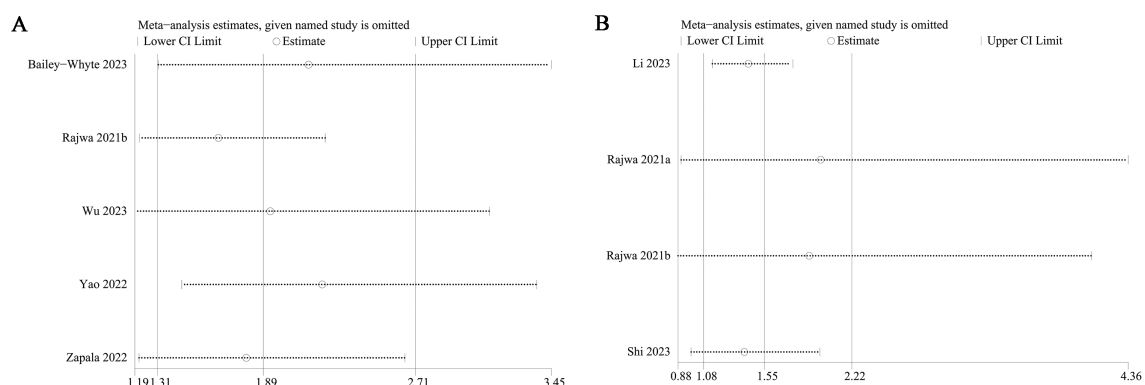 A
Meta−analysis estimates, given named study is omitted
Lower CI Limit Estimate Upper CI Limit
Bailey−Whyte 2023
Rajwa 2021b
Wu 2023
Yao 2022
Zapala 2022
1.19 1.31 1.89 2.71 3.45
B
Meta−analysis estimates, given named study is omitted
Lower CI Limit Estimate Upper CI Limit
Li 2023
Rajwa 2021a
Rajwa 2021b
Shi 2023
0.88 1.08 1.55 2.22 4.36